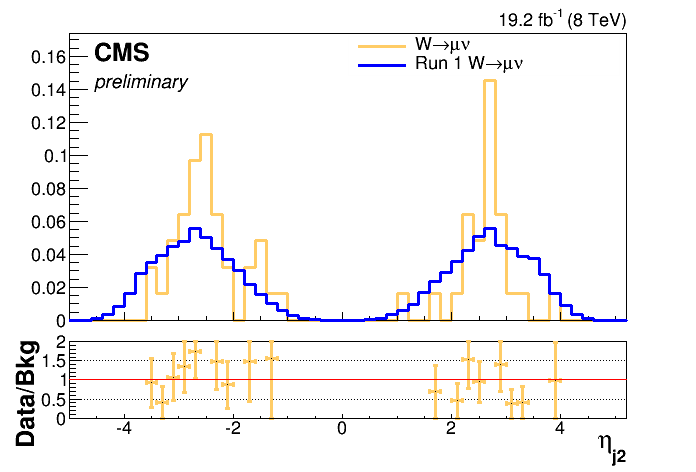 19.2 fb⁻¹ (8 TeV)
CMS
preliminary
W→μν
Run 1 W→μν
0.16
0.14
0.12
0.1
0.08
0.06
0.04
0.02
0
Data/Bkg
2
1.5
1
0.5
0
-4 -2 0 2 4
η_j2